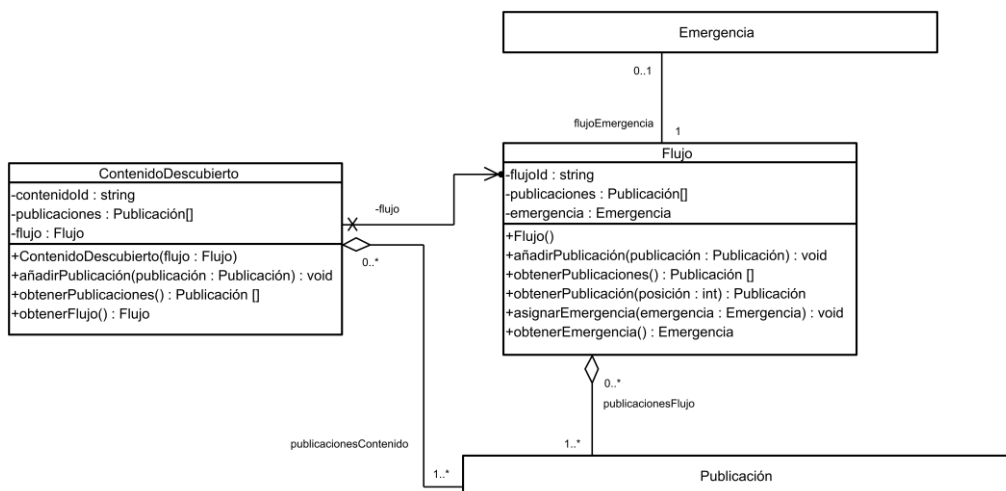 Emergencia
0..1
flujoEmergencia
1
Flujo
-flujoId : string
-publicaciones : Publicación[]
-emergencia : Emergencia
+Flujo()
+añadirPublicación(publicación : Publicación) : void
+obtenerPublicaciones() : Publicación []
+obtenerPublicación(posición : int) : Publicación
+asignarEmergencia(emergencia : Emergencia) : void
+obtenerEmergencia() : Emergencia
ContenidoDescubierto
-contenidoId : string
-publicaciones : Publicación[]
-flujo : Flujo
+ContenidoDescubierto(flujo : Flujo)
+añadirPublicación(publicación : Publicación) : void
+obtenerPublicaciones() : Publicación []
+obtenerFlujo() : Flujo
-flujo
0..*
0..*
publicacionesFlujo
publicacionesContenido
1..*
1..*
Publicación